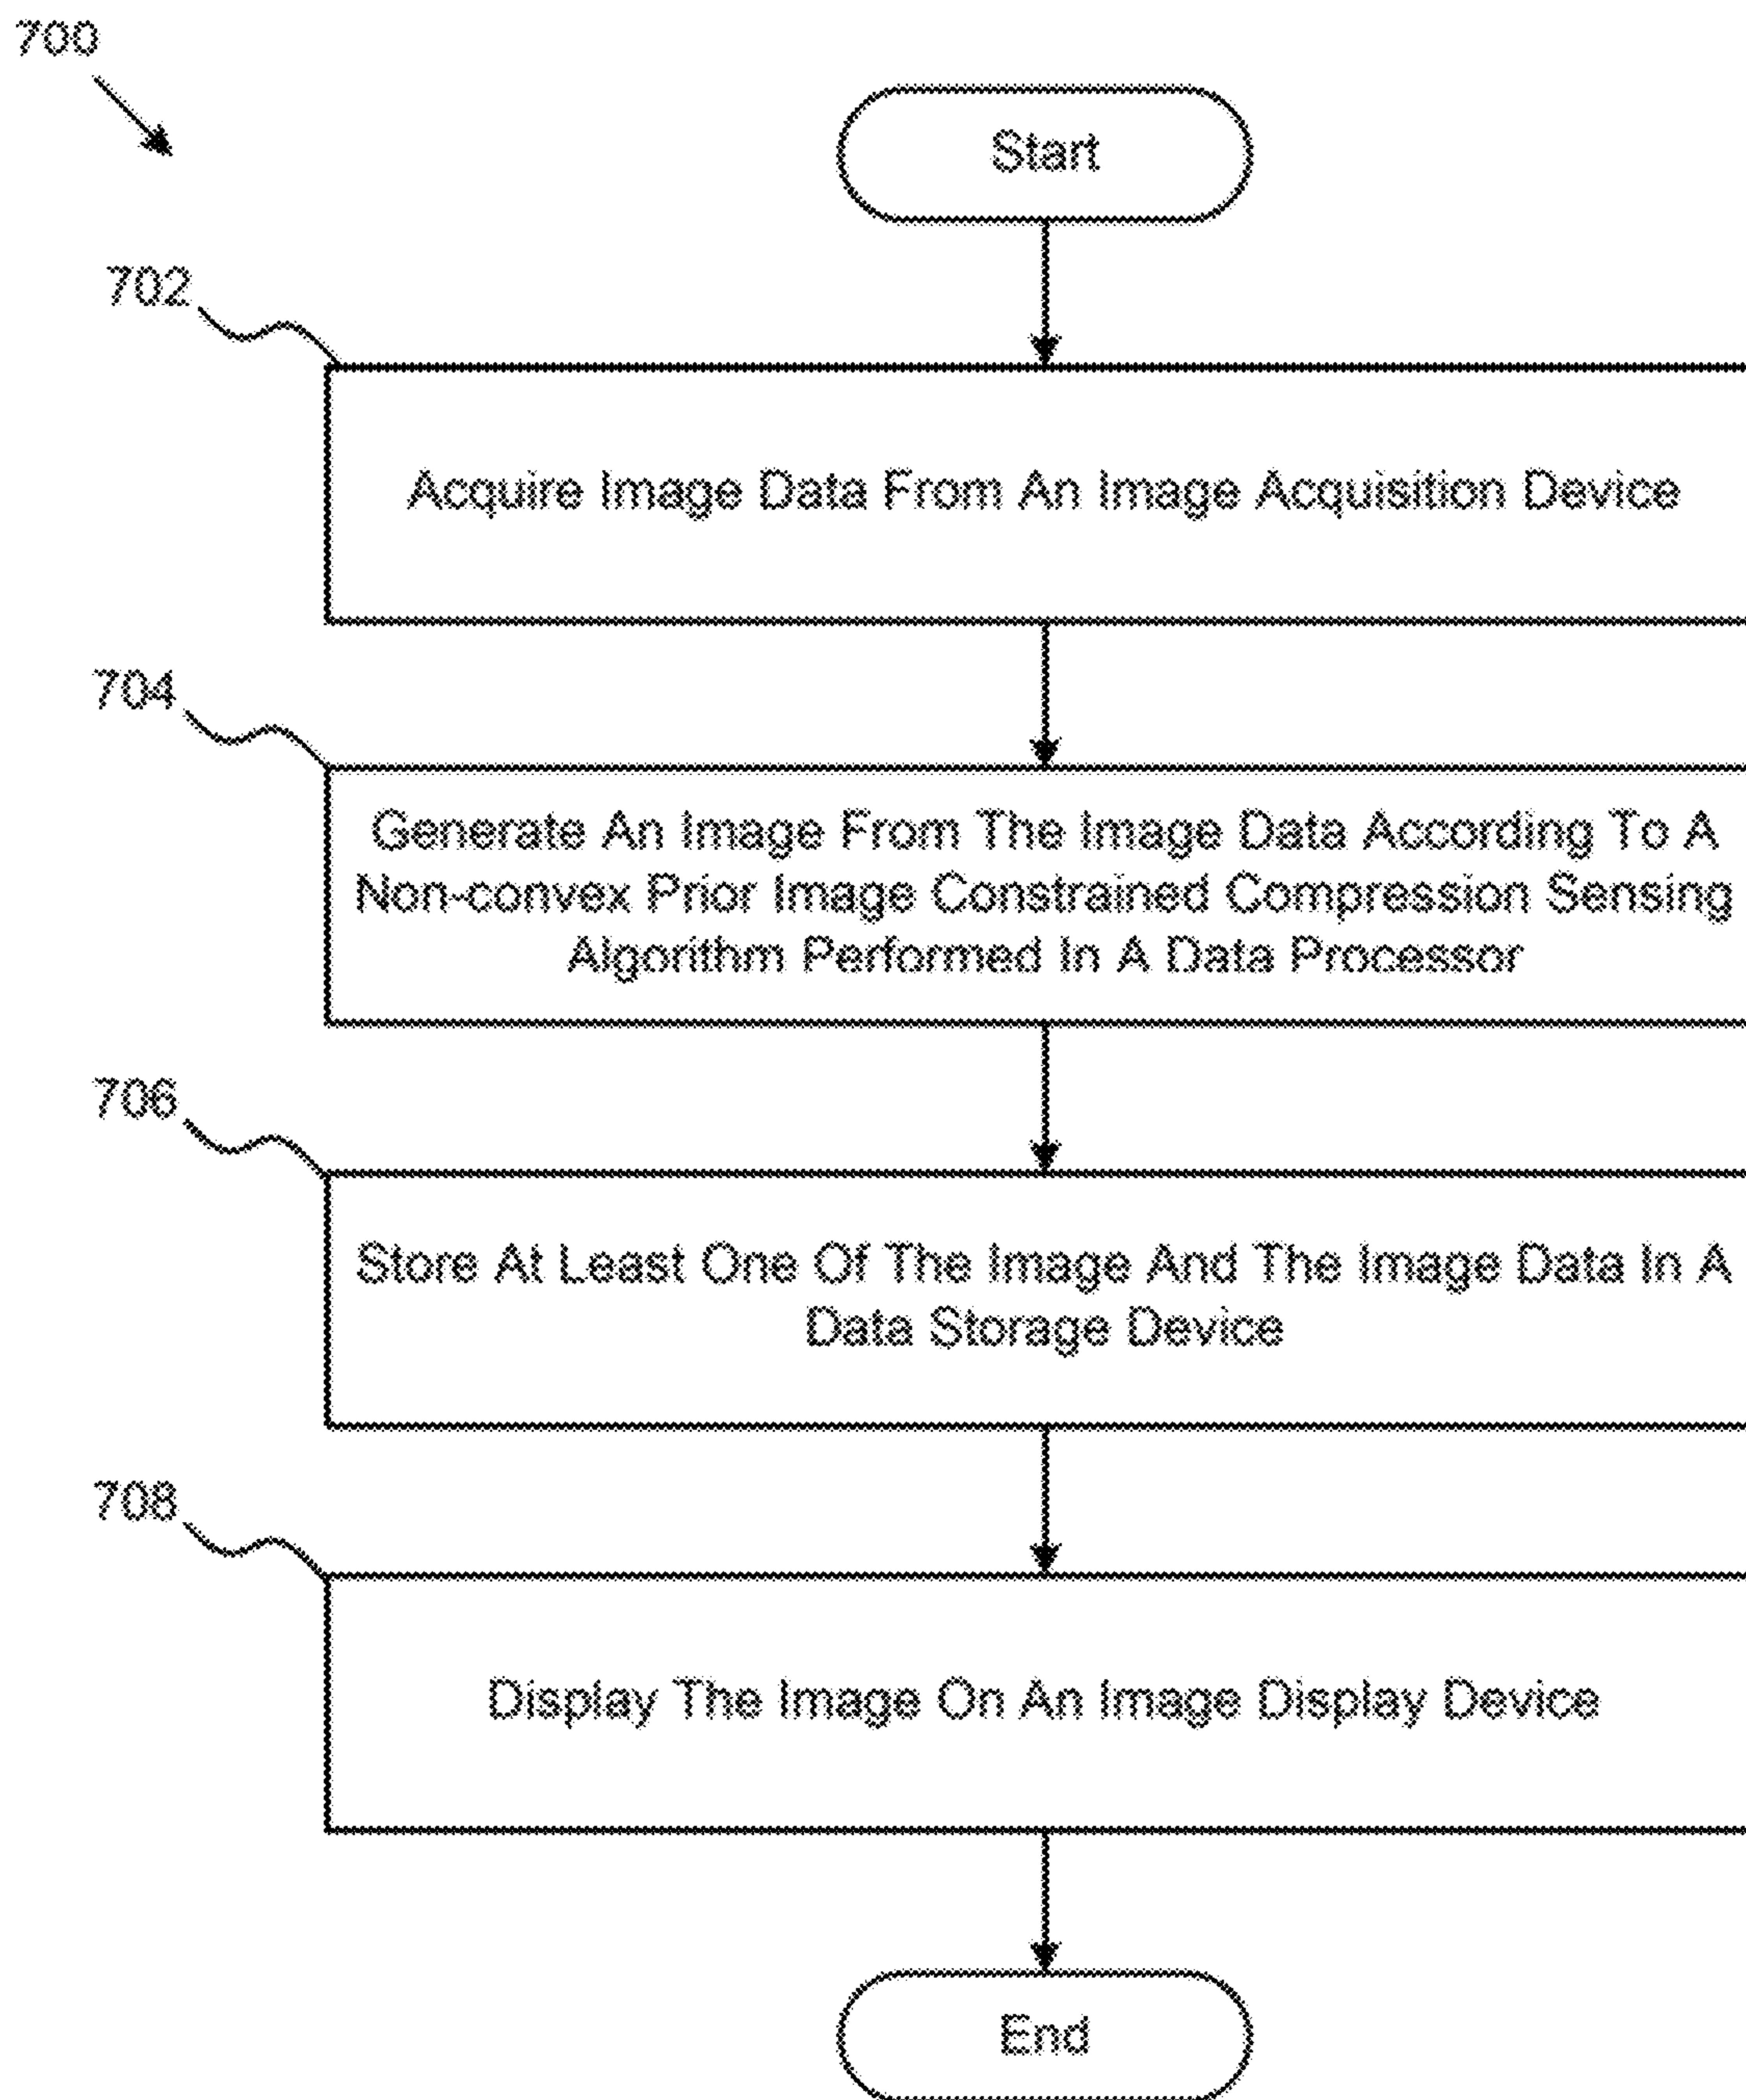 700
Start
702
Acquire Image Data From An Image Acquisition Device
704
Generate An Image From The Image Data According To A
Non-convex Prior Image Constrained Compression Sensing
Algorithm Performed In A Data Processor
706
Store At Least One Of The Image And The Image Data In A
Data Storage Device
708
Display The Image On An Image Display Device
End